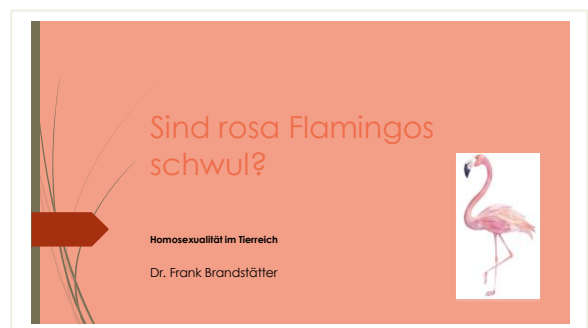 Sind rosa Flamingos
schwul?
Homosexualität im Tierreich
Dr. Frank Brandstätter